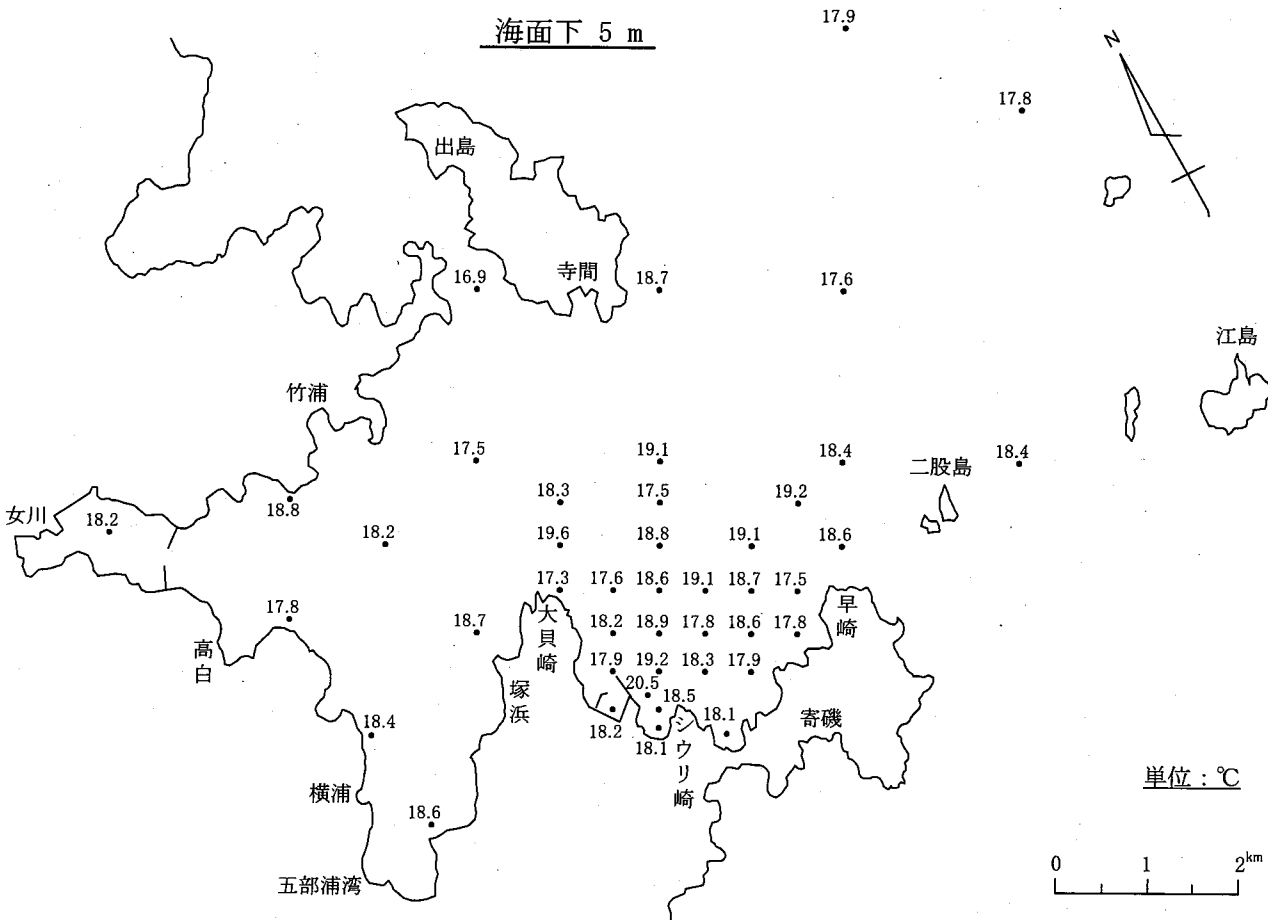 海面下 5 m
17.9
N
17.8
出島
寺間
16.9
18.7
17.6
江島
竹浦
17.5
19.1
18.4
二股島
18.4
女川
18.2
18.8
18.3
17.5
19.2
18.2
19.6
18.8
19.1
18.6
17.3
17.6
18.6
19.1
18.7
17.5
17.8
高白
18.7
大貝崎
18.2
18.9
17.8
18.6
17.8
早崎
17.9
19.2
18.3
17.9
塚浜
20.5
18.5
18.2
18.1
シウリ崎
18.1
寄磯
18.4
横浦
18.6
五部浦湾
単位：℃
0 1 2km